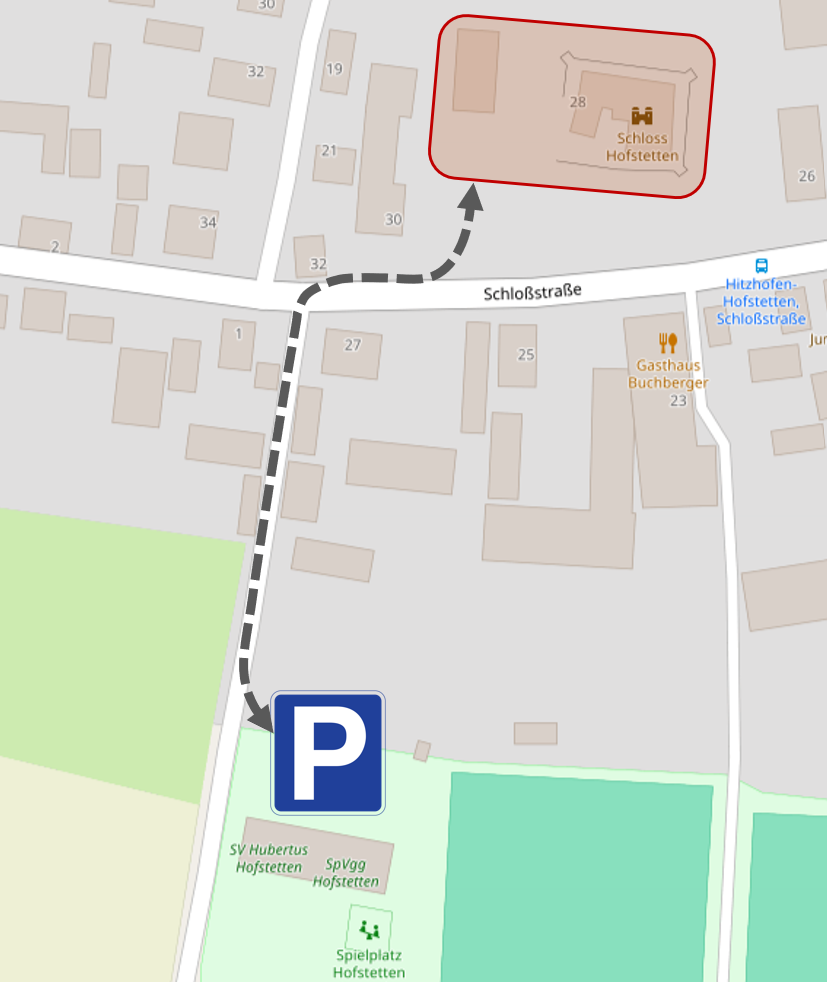 30
19
32
28
Schloss
Hofstetten
21
26
30
34
2
32
Schloßstraße
Hitzhofen-
Hofstetten,
Schloßstraße
1
27
25
Gasthaus
Buchberger
23
P
SV Hubertus
Hofstetten
SpVgg
Hofstetten
Spielplatz
Hofstetten